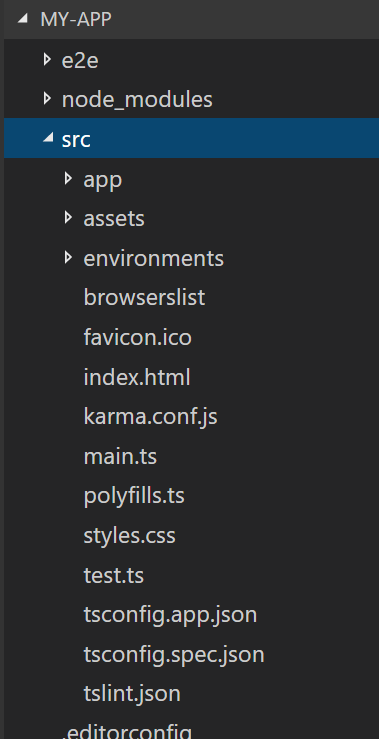 MY-APP
e2e
node_modules
src
app
assets
environments
browserslist
favicon.ico
index.html
karma.conf.js
main.ts
polyfills.ts
styles.css
test.ts
tsconfig.app.json
tsconfig.spec.json
tslint.json
.editorconfig